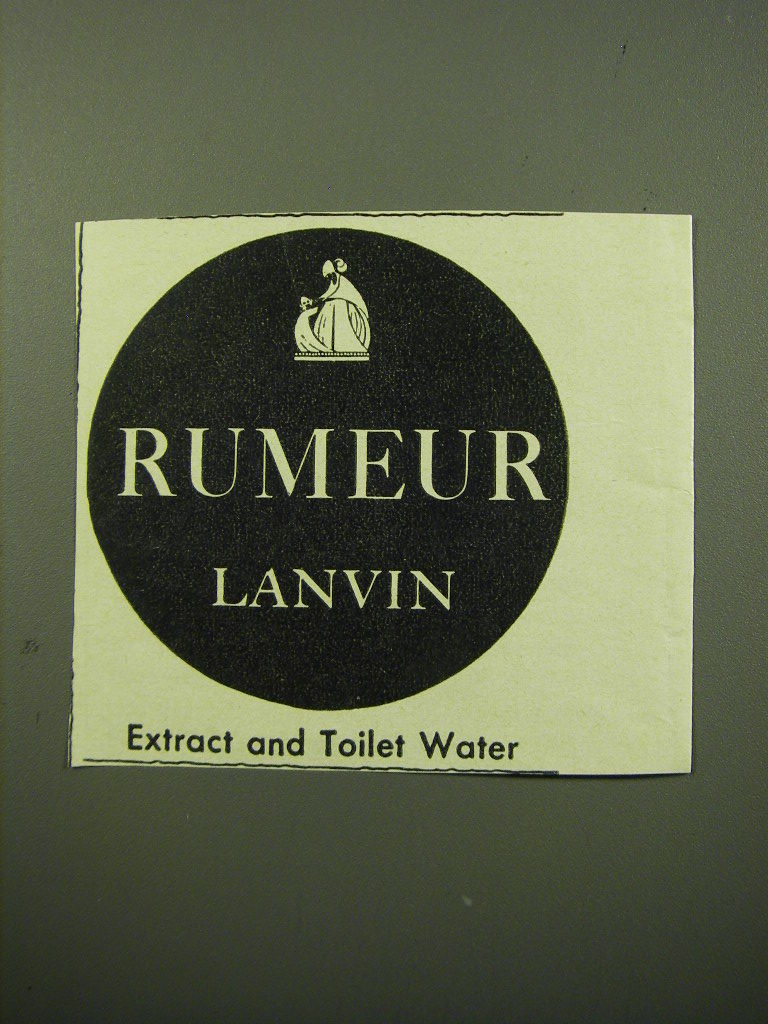 RUMEUR
LANVIN
Extract and Toilet Water